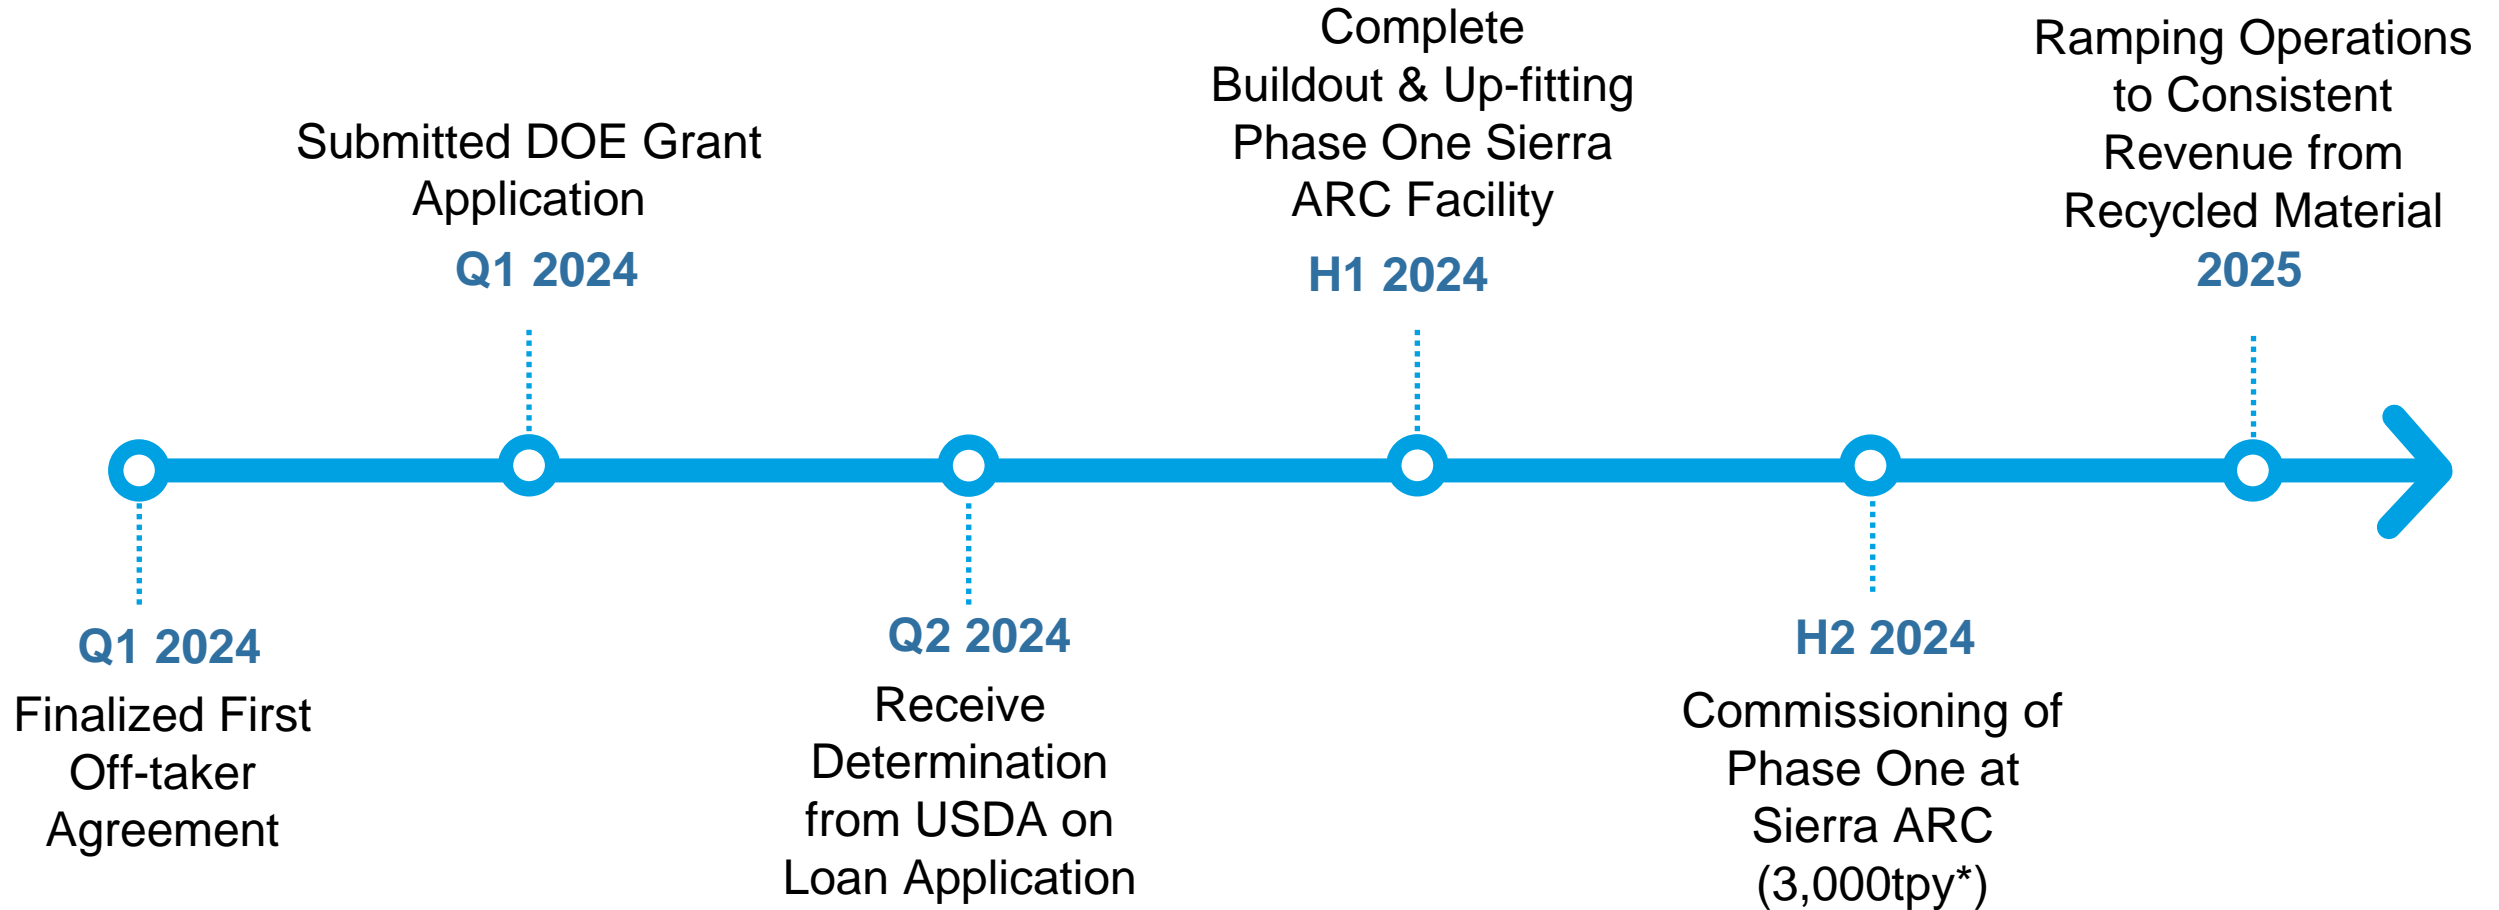 Finalized First
Off-taker
Agreement
Q1 2024
Submitted DOE Grant
Application
Q1 2024
Q2 2024
Receive
Determination
from USDA on
Loan Application
Complete
Buildout & Up-fitting
Phase One Sierra
ARC Facility
H1 2024
H2 2024
Commissioning of
Phase One at
Sierra ARC
(3,000tpy*)
Ramping Operations
to Consistent
Revenue from
Recycled Material
2025